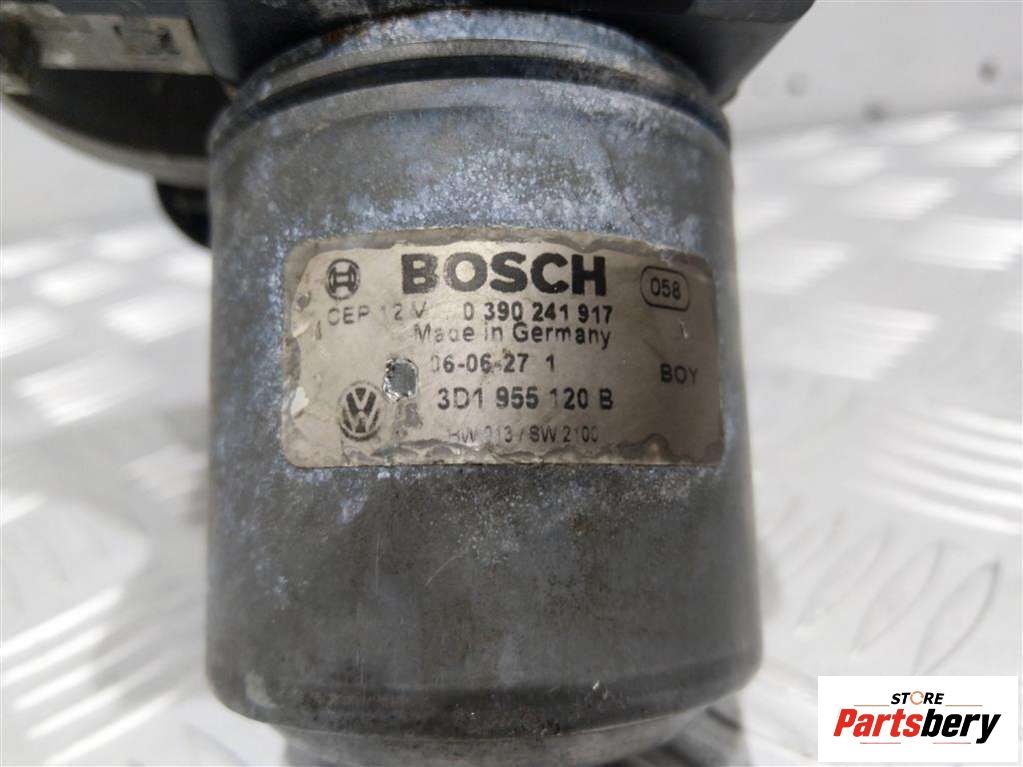 BOSCH
058
CEP 12 V 0 390 241 917
Made in Germany
06-06-27 1
BOY
3D1 955 120 B
HW 013 / SW 2100
STORE
Partsbery